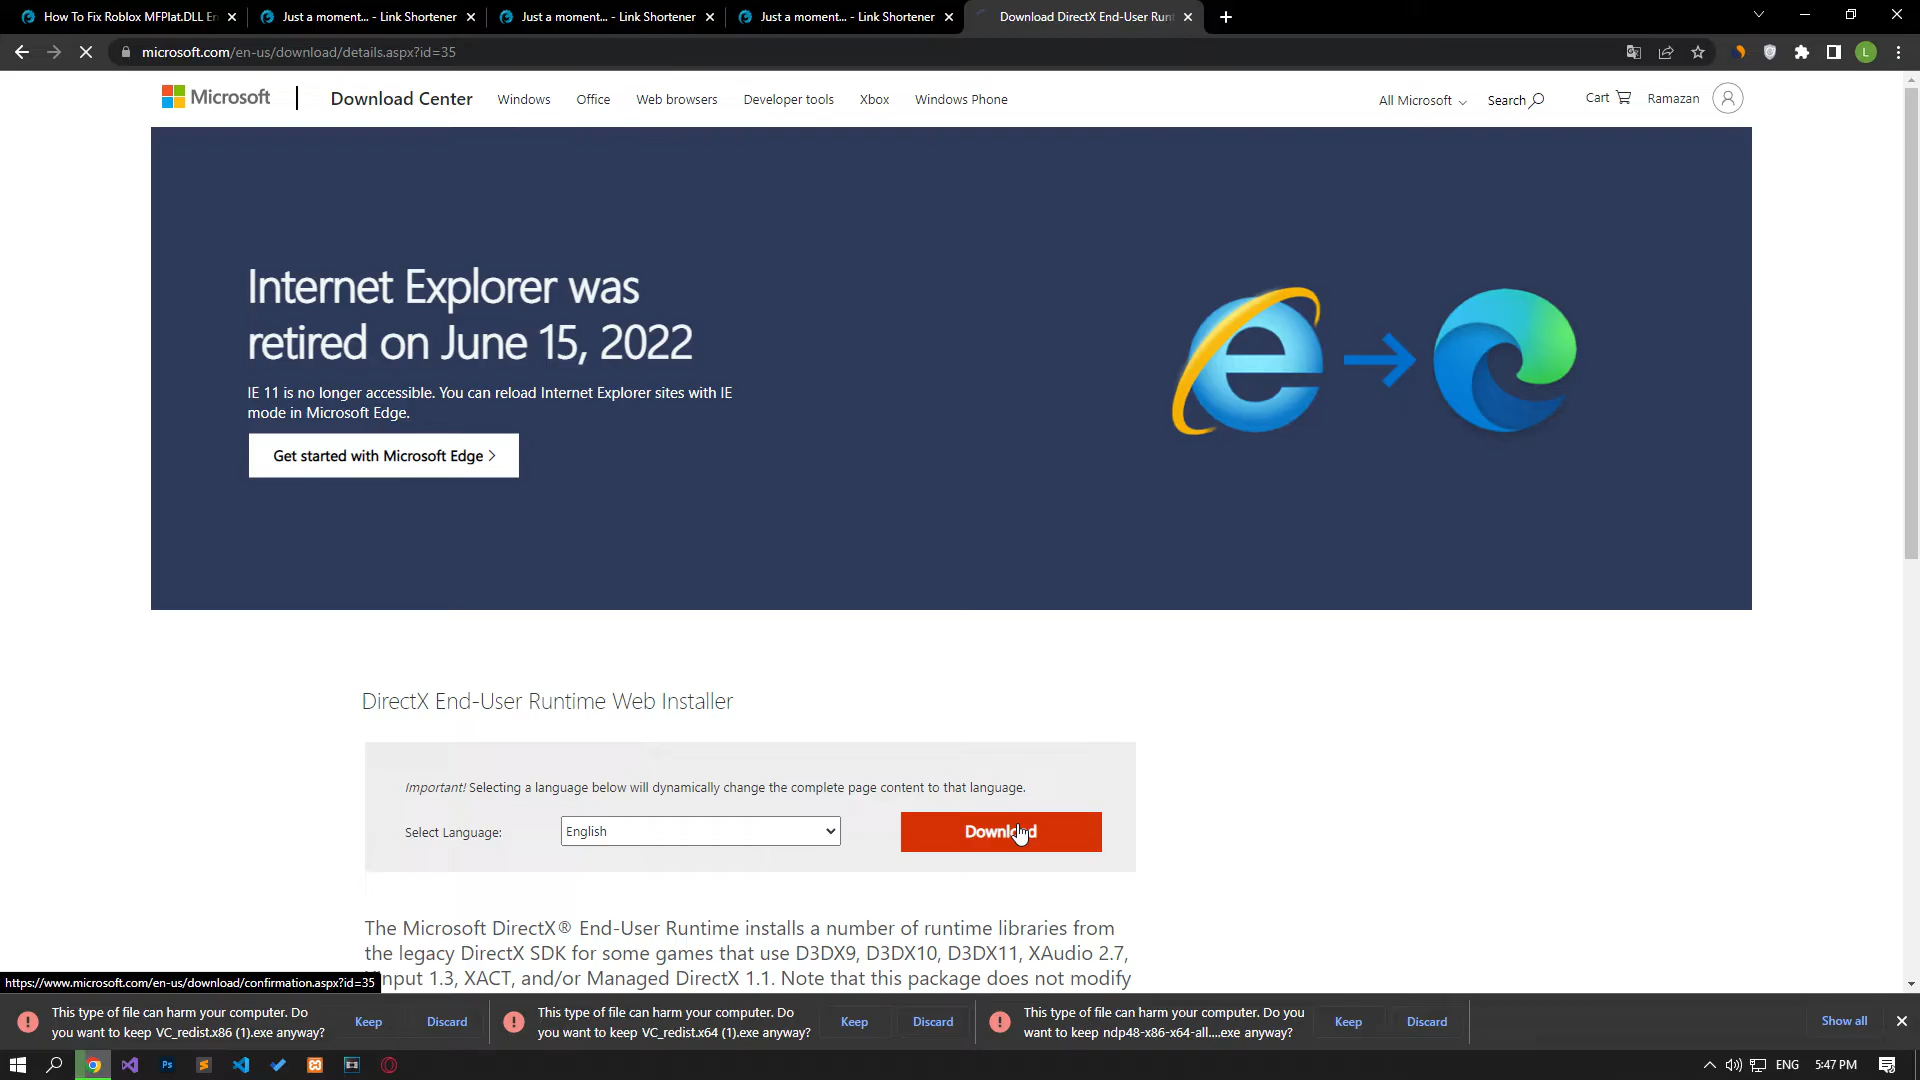 How To Fix Roblox MFPlat.DLL Er
Just a moment... - Link Shortener
Just a moment... - Link Shortener
Just a moment... - Link Shortener
Download DirectX End-User Runt
microsoft.com/en-us/download/details.aspx?id=35
L
Microsoft
Download Center
Windows
Office
Web browsers
Developer tools
Xbox
Windows Phone
All Microsoft
Search
Cart
Ramazan
Internet Explorer was
retired on June 15, 2022
IE 11 is no longer accessible. You can reload Internet Explorer sites with IE
mode in Microsoft Edge.
Get started with Microsoft Edge >
DirectX End-User Runtime Web Installer
Important! Selecting a language below will dynamically change the complete page content to that language.
Select Language:
English
Download
The Microsoft DirectX® End-User Runtime installs a number of runtime libraries from
the legacy DirectX SDK for some games that use D3DX9, D3DX10, D3DX11, XAudio 2.7,
nput 1.3, XACT, and/or Managed DirectX 1.1. Note that this package does not modify
https://www.microsoft.com/en-us/download/confirmation.aspx?id=35
This type of file can harm your computer. Do
you want to keep VC_redist.x86 (1).exe anyway?
Keep
Discard
This type of file can harm your computer. Do
you want to keep VC_redist.x64 (1).exe anyway?
Keep
Discard
This type of file can harm your computer. Do you
want to keep ndp48-x86-x64-all....exe anyway?
Keep
Discard
Show all
Ps
ENG
5:47 PM